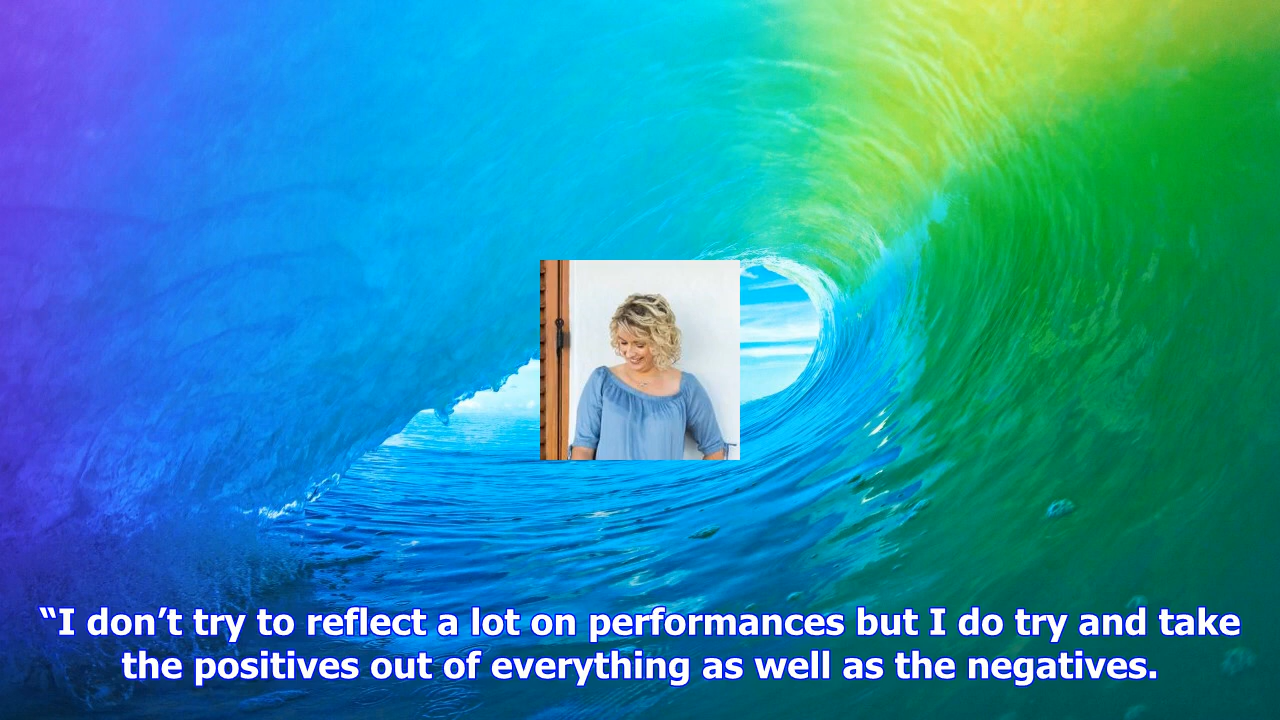 “I don’t try to reflect a lot on performances but I do try and take
the positives out of everything as well as the negatives.